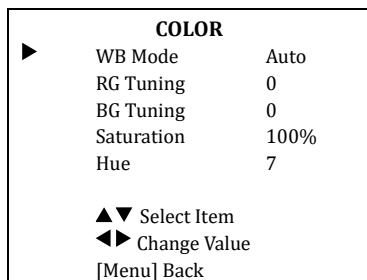 COLOR
▶ WB Mode Auto
RG Tuning 0
BG Tuning 0
Saturation 100%
Hue 7
▲▼ Select Item
◀▶ Change Value
[Menu] Back